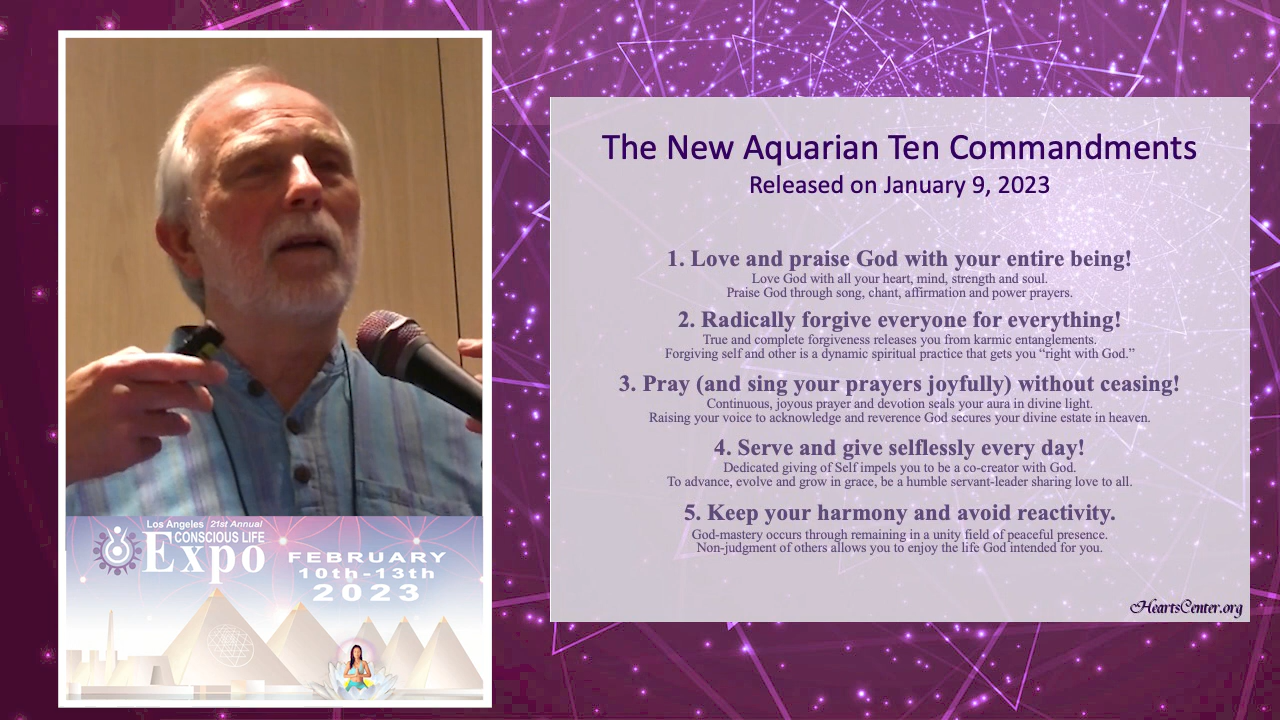 Los Angeles 21st Annual
CONSCIOUS LIFE
Expo
FEBRUARY
10th-13th
2023
The New Aquarian Ten Commandments
Released on January 9, 2023
1. Love and praise God with your entire being!
Love God with all your heart, mind, strength and soul.
Praise God through song, chant, affirmation and power prayers.
2. Radically forgive everyone for everything!
True and complete forgiveness releases you from karmic entanglements.
Forgiving self and other is a dynamic spiritual practice that gets you “right with God.”
3. Pray (and sing your prayers joyfully) without ceasing!
Continuous, joyous prayer and devotion seals your aura in divine light.
Raising your voice to acknowledge and reverence God secures your divine estate in heaven.
4. Serve and give selflessly every day!
Dedicated giving of Self impels you to be a co-creator with God.
To advance, evolve and grow in grace, be a humble servant-leader sharing love to all.
5. Keep your harmony and avoid reactivity.
God-mastery occurs through remaining in a unity field of peaceful presence.
Non-judgment of others allows you to enjoy the life God intended for you.
HeartsCenter.org